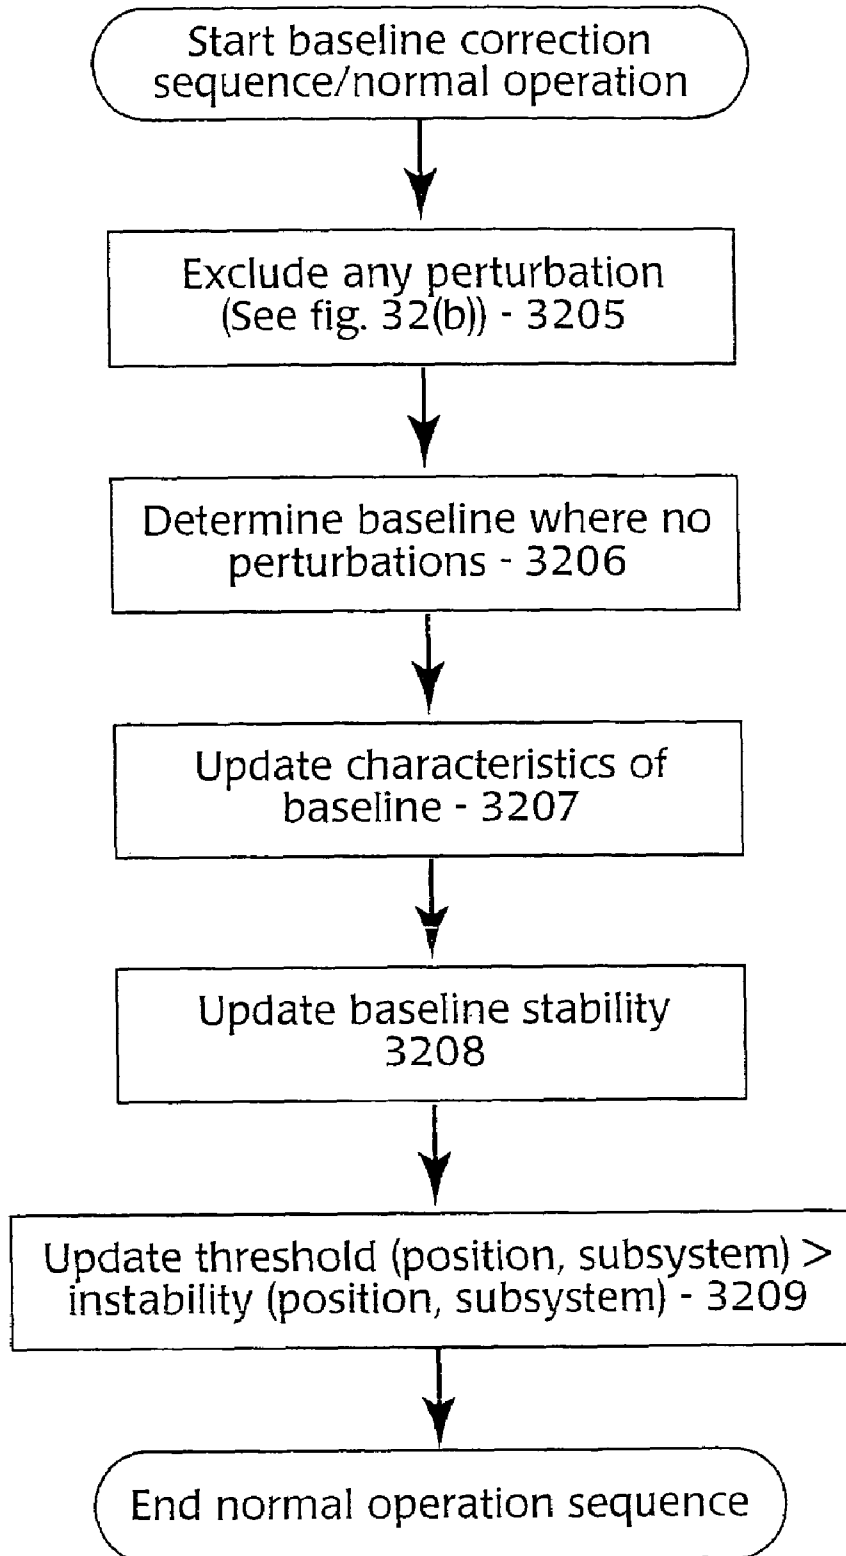 Start baseline correction
sequence/normal operation
Exclude any perturbation
(See fig. 32(b)) - 3205
Determine baseline where no
perturbations - 3206
Update characteristics of
baseline - 3207
Update baseline stability
3208
Update threshold (position, subsystem) >
instability (position, subsystem) - 3209
End normal operation sequence